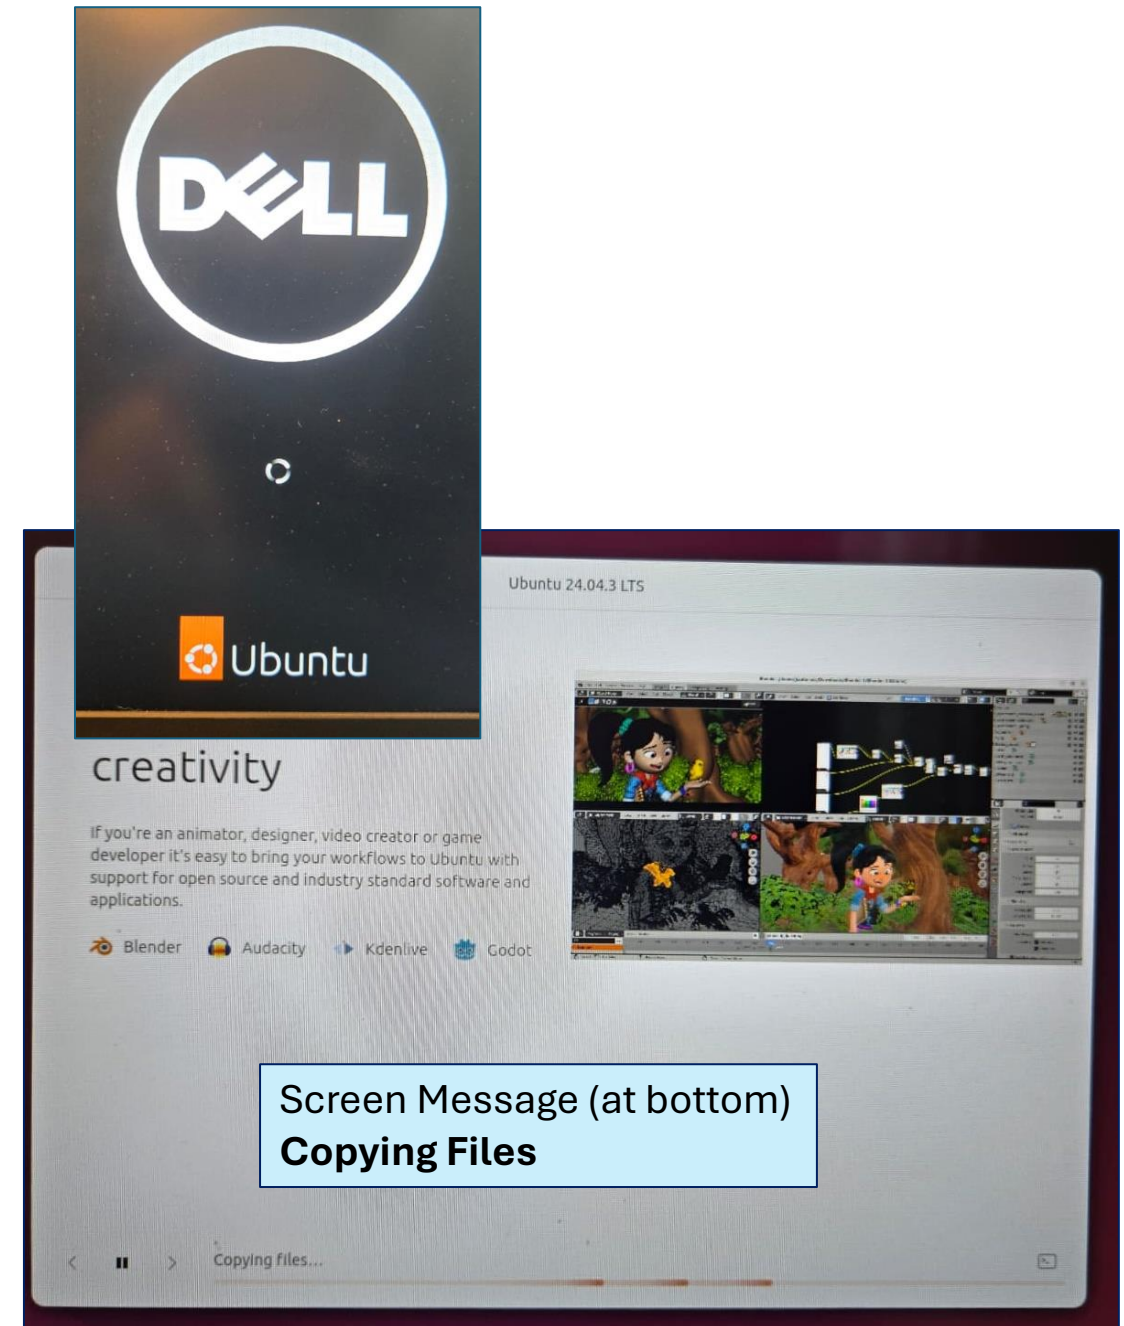 DELL
Ubuntu
Ubuntu 24.04.3 LTS
creativity
If you're an animator, designer, video creator or game
developer it's easy to bring your workflows to Ubuntu with
support for open source and industry standard software and
applications.
Blender Audacity Kdenlive Godot
Screen Message (at bottom)
Copying Files
Copying files...